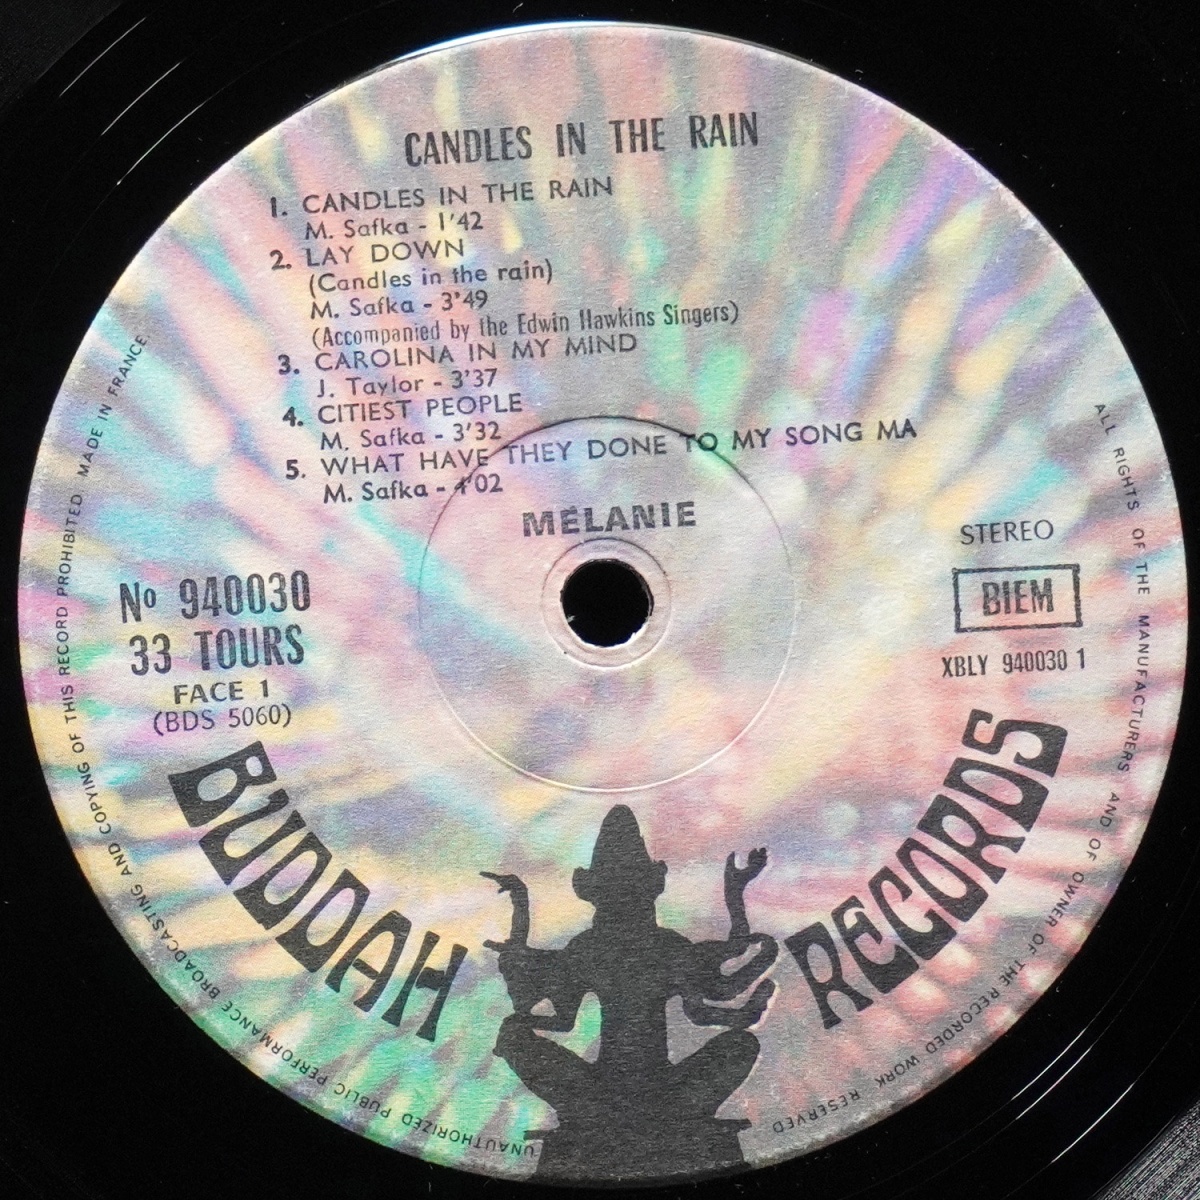 CANDLES IN THE RAIN
1. CANDLES IN THE RAIN
M. Safka - 1'42
2. LAY DOWN
(Candles in the rain)
M. Safka - 3'49
(Accompanied by the Edwin Hawkins Singers)
3. CAROLINA IN MY MIND
J. Taylor - 3'37
4. CITIEST PEOPLE
M. Safka - 3'32
5. WHAT HAVE THEY DONE TO MY SONG MA
M. Safka - 4'02
MELANIE
No 940030
33 TOURS
FACE 1
(BDS 5060)
STEREO
BIEM
XBLY 940030 1
BUDDAH RECORDS
ALL RIGHTS OF THE MANUFACTURERS AND OF OWNER OF THE RECORDED WORK RESERVED
UNAUTHORIZED PUBLIC PERFORMANCE BROADCASTING AND COPYING OF THIS RECORD PROHIBITED MADE IN FRANCE